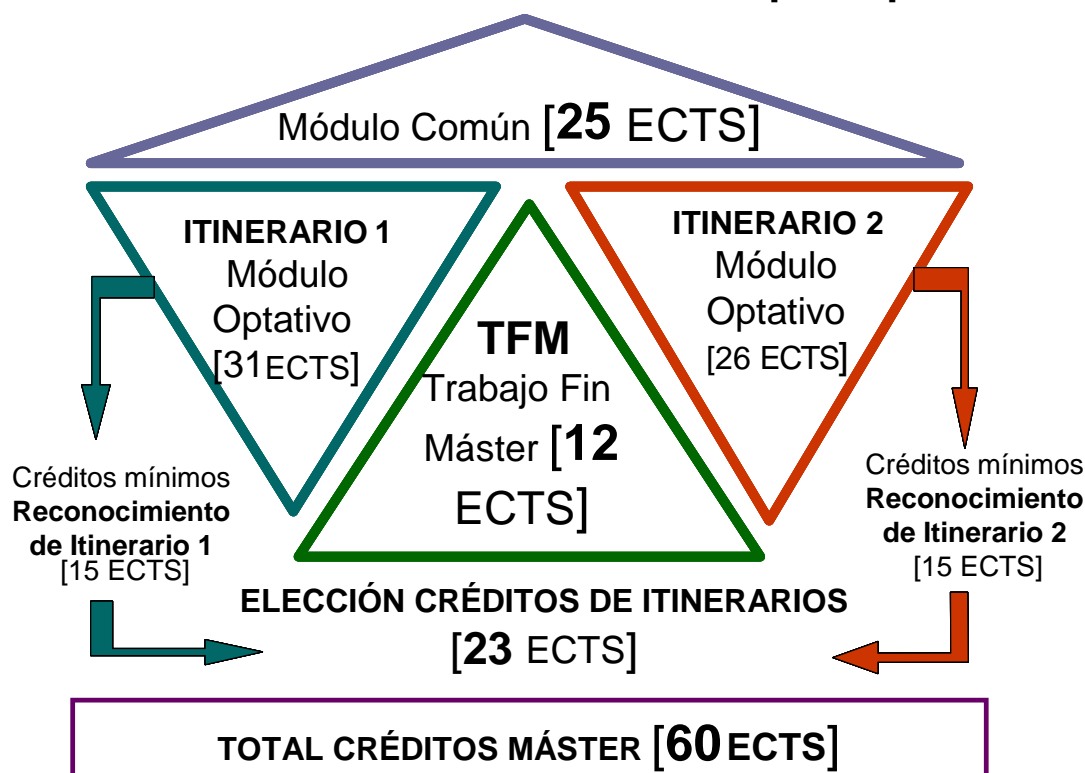 Módulo Común [25 ECTS]
ITINERARIO 1
Módulo
Optativo
[31 ECTS]
ITINERARIO 2
Módulo
Optativo
[26 ECTS]
TFM
Trabajo Fin
Máster [12
ECTS]
Créditos mínimos
Reconocimiento
de Itinerario 1
[15 ECTS]
Créditos mínimos
Reconocimiento
de Itinerario 2
[15 ECTS]
ELECCIÓN CRÉDITOS DE ITINERARIOS
[23 ECTS]
TOTAL CRÉDITOS MÁSTER [60 ECTS]